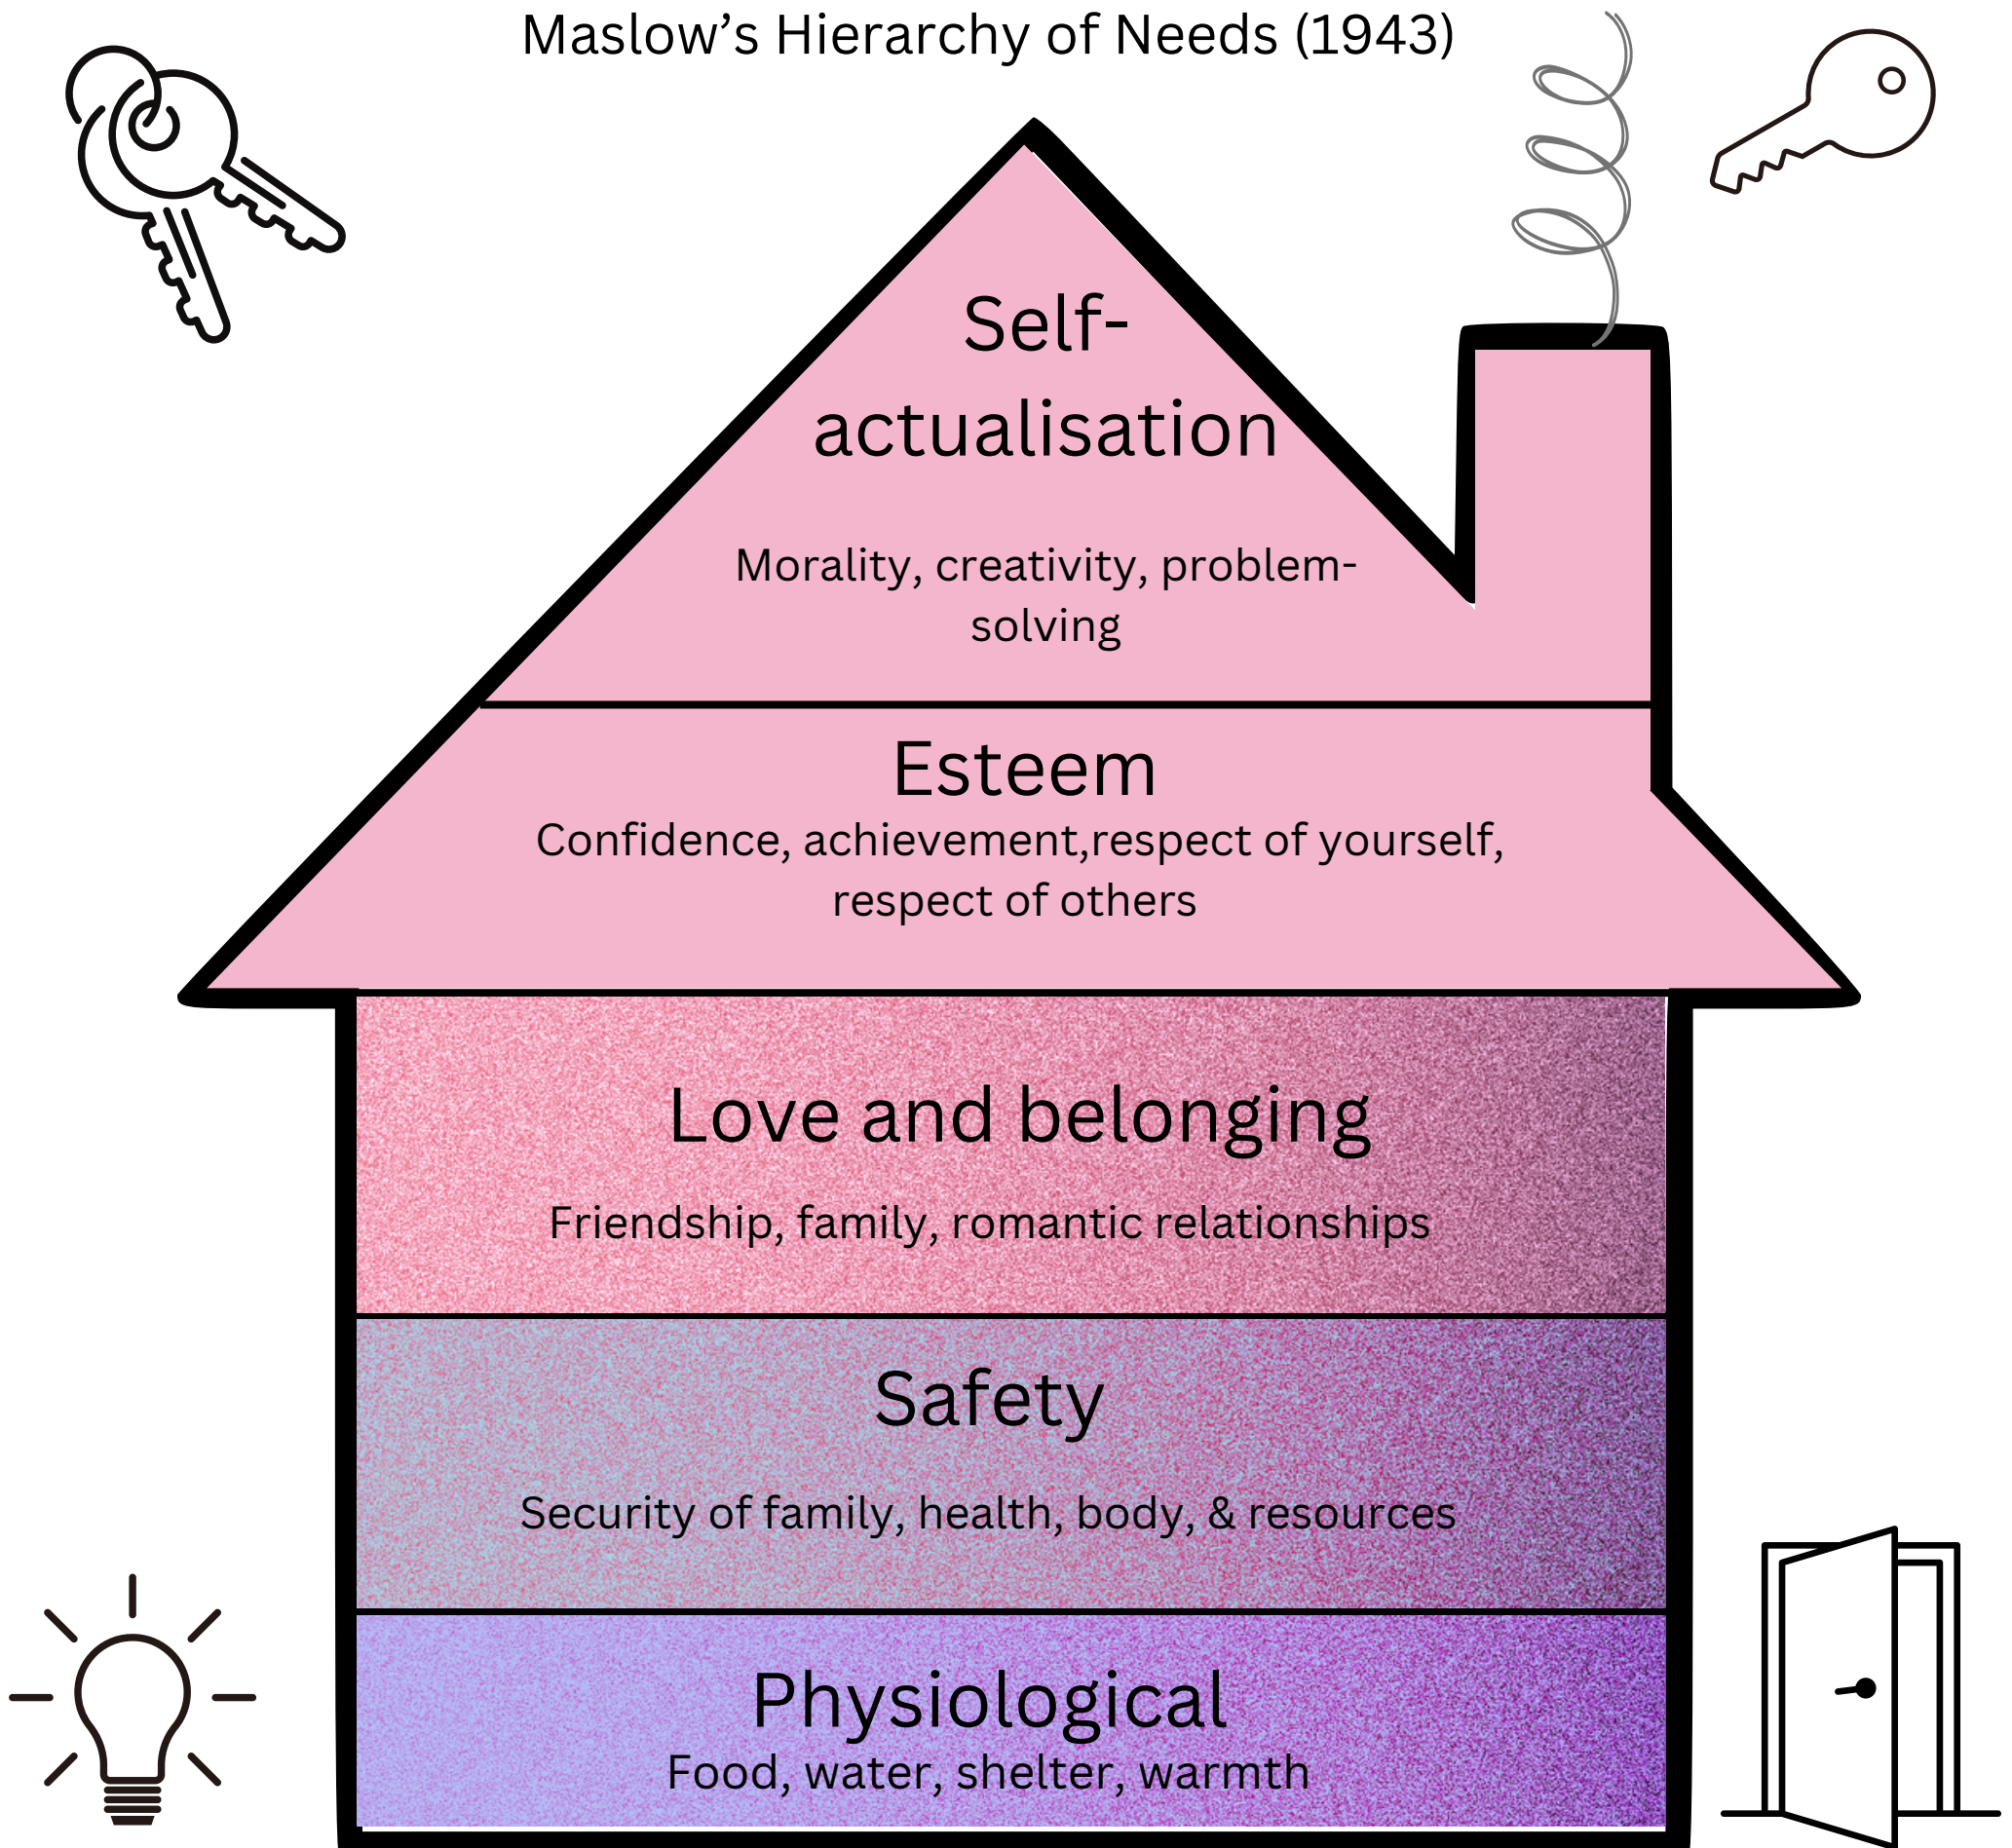 Maslow’s Hierarchy of Needs (1943)
Self-
actualisation
Morality, creativity, problem-
solving
Esteem
Confidence, achievement,respect of yourself,
respect of others
Love and belonging
Friendship, family, romantic relationships
Safety
Security of family, health, body, & resources
Physiological
Food, water, shelter, warmth